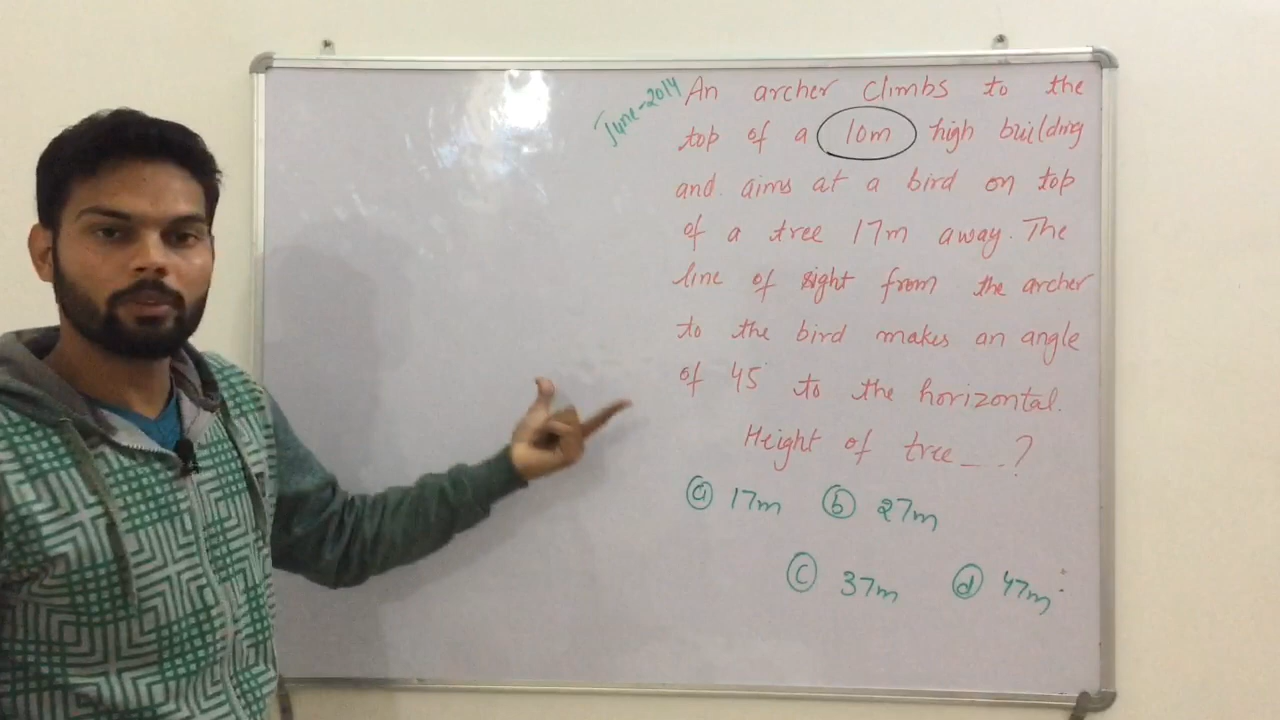 June-2014
An archer climbs to the
top of a 10m high building
and. aims at a bird on top
of a tree 17m away. The
line of sight from the archer
to the bird makes an angle
of 45° to the horizontal.
Height of tree _ . . ?
ⓐ 17m ⓑ 27m
ⓒ 37m ⓓ 47m